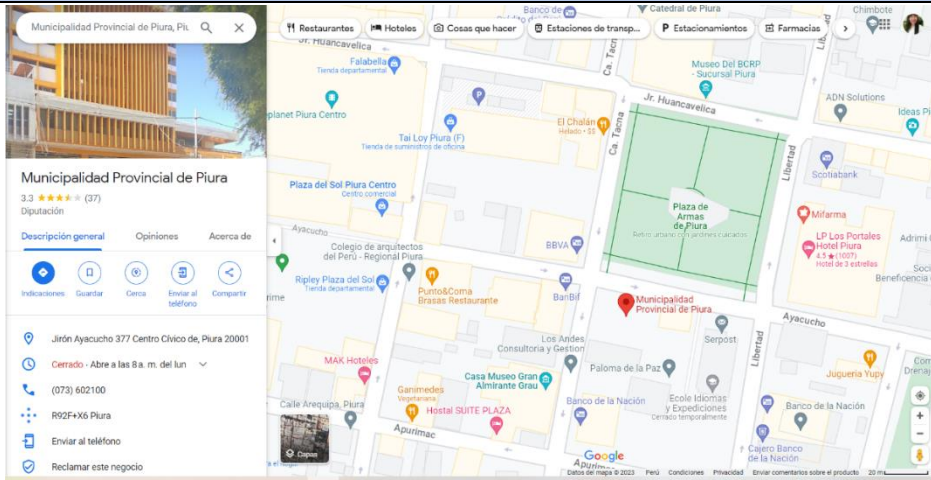 Municipalidad Provincial de Piura, Piu
Municipalidad Provincial de Piura
3.3 (37)
Diputación
Descripción general Opiniones Acerca de
Indicaciones Guardar Cerca Enviar al teléfono Compartir
Jirón Ayacucho 377 Centro Cívico de, Piura 20001
Cerrado · Abre a las 8 a. m. del lun
(073) 602100
R92F+X6 Piura
Enviar al teléfono
Reclamar este negocio
Restaurantes Hoteles Cosas que hacer Estaciones de transp... Estacionamientos Farmacias
Banco de
Catedral de Piura
Chimbote
Jr. Huancavelica
Ca. Tacna
Falabella
Tienda departamental
Museo Del BCRP
- Sucursal Piura
Jr. Huancavelica
ADN Solutions
Ideas Pi
planet Piura Centro
El Chalán
Helado • $$
Ca. Tacna
Tai Loy Piura (F)
Tienda de suministros de oficina
Libertad
Scotiabank
Plaza del Sol Piura Centro
Centro comercial
Plaza de
Armas
de Piura
Mifarma
Ayacucho
Colegio de arquitectos
del Perú - Regional Piura
BBVA
LP Los Portales
Hotel Piura
4.5 (1007)
Hotel de 3 estrellas
Adrimi
Soci
Beneficencia
Ripley Plaza del Sol
Tienda departamental
Punto&Coma
Brasas Restaurante
BanBif
Municipalidad
Provincial de Piura
Ayacucho
Serpost
Los Andes
Consultoria y Gestion
Libertad
MAK Hoteles
Paloma de la Paz
Jugueria Yupy
Com
Drenaj
Casa Museo Gran
Almirante Grau
Ganimedes
Vegetariana
Ecole Idiomas
y Expediciones
Cerrado temporalmente
Calle Arequipa, Piura
Hostal SUITE PLAZA
Banco de la Nación
Banco de la Nación
Apurimac
Capas
Cajero Banco
de la Nación
Google
Apurimac
Datos del mapa © 2023 Perú Condiciones Privacidad Enviar comentarios sobre el producto 20 m